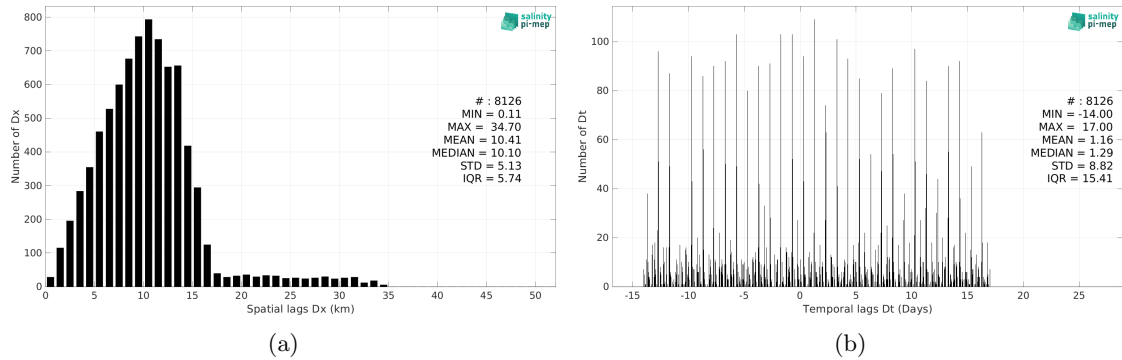 salinity
pi-mep
800
700
600
500
400
300
200
100
0
Number of Dx
# : 8126
MIN = 0.11
MAX = 34.70
MEAN = 10.41
MEDIAN = 10.10
STD = 5.13
IQR = 5.74
0 5 10 15 20 25 30 35 40 45 50
Spatial lags Dx (km)
(a)
salinity
pi-mep
100
80
60
40
20
0
Number of Dt
# : 8126
MIN = -14.00
MAX = 17.00
MEAN = 1.16
MEDIAN = 1.29
STD = 8.82
IQR = 15.41
-15 -10 -5 0 5 10 15 20 25
Temporal lags Dt (Days)
(b)